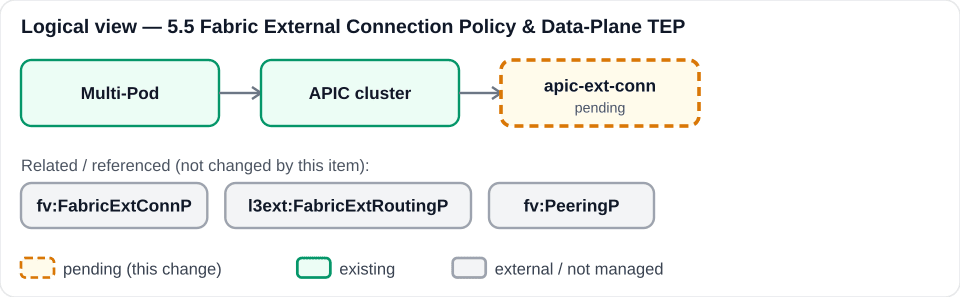 Logical view — 5.5 Fabric External Connection Policy & Data-Plane TEP
Multi-Pod
APIC cluster
apic-ext-conn
pending
Related / referenced (not changed by this item):
fv:FabricExtConnP
l3ext:FabricExtRoutingP
fv:PeeringP
pending (this change)
existing
external / not managed